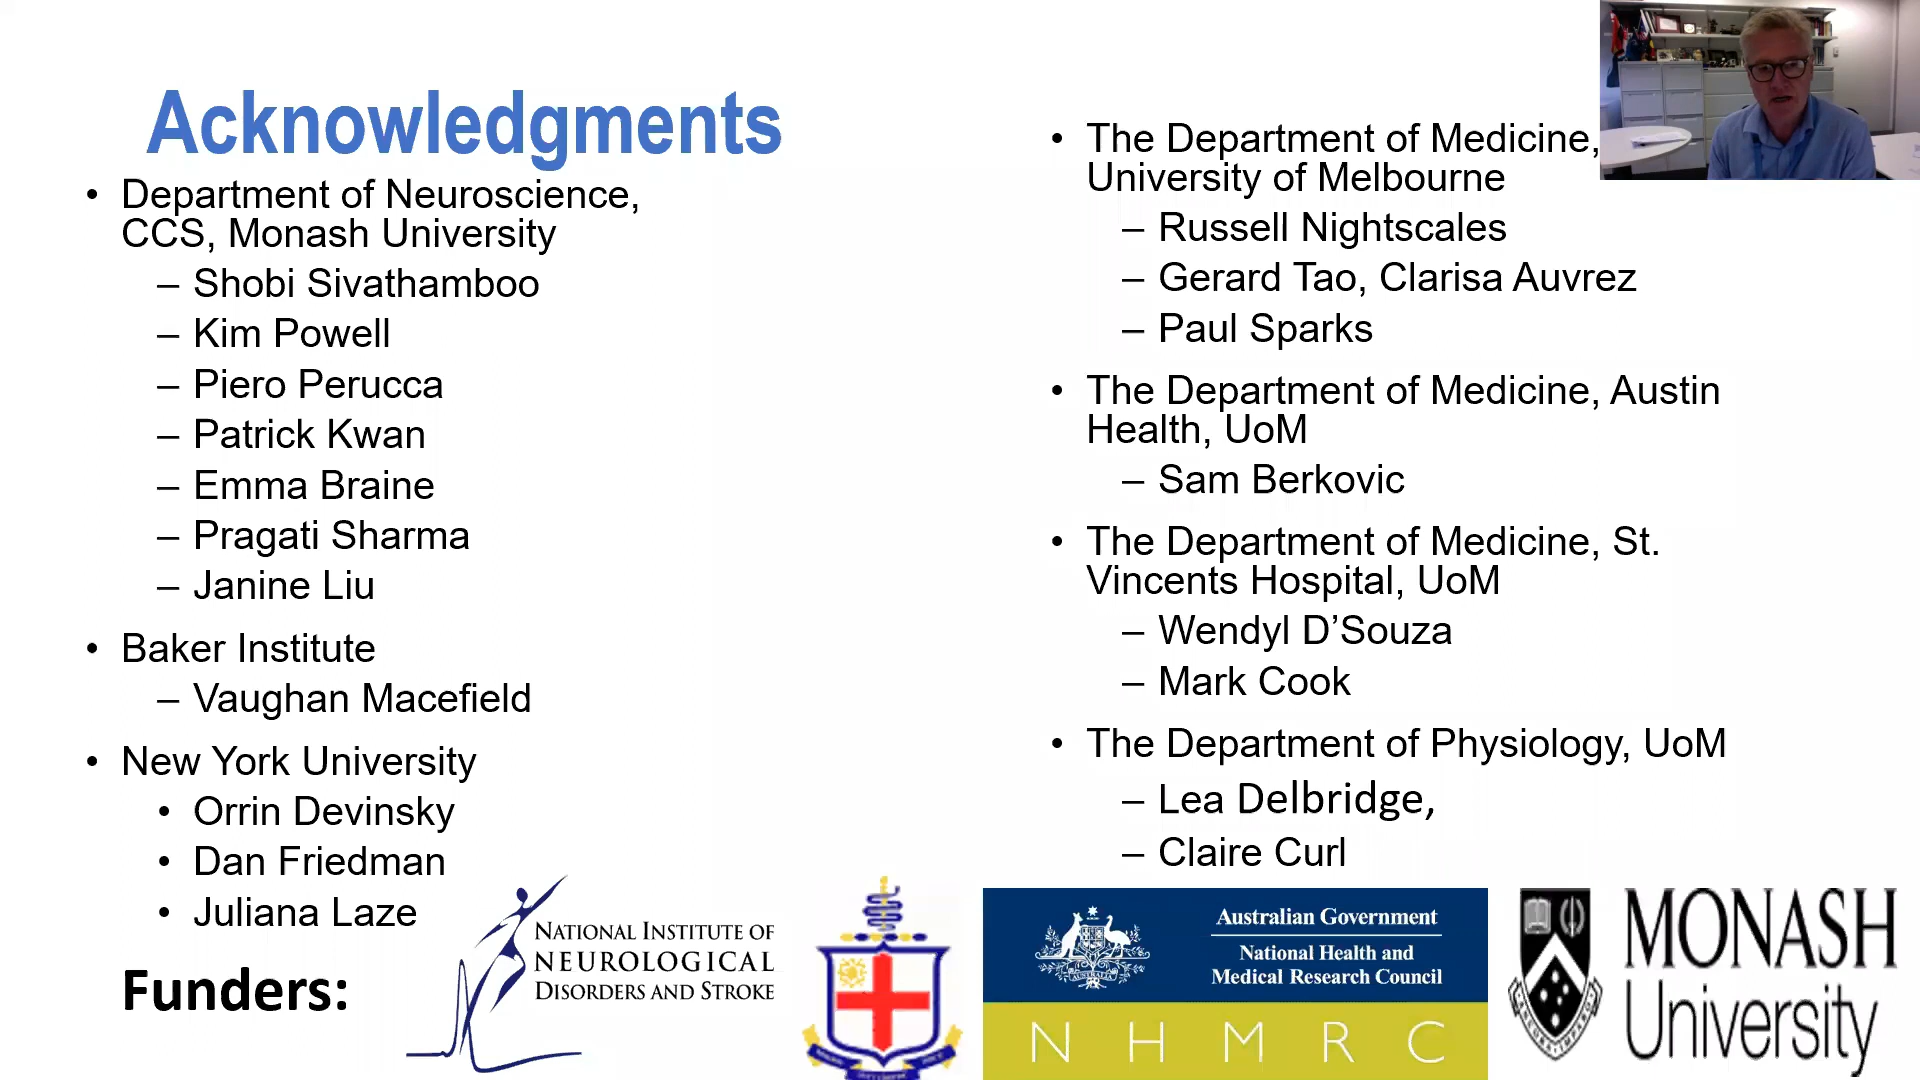 Acknowledgments
• Department of Neuroscience,
CCS, Monash University
– Shobi Sivathamboo
– Kim Powell
– Piero Perucca
– Patrick Kwan
– Emma Braine
– Pragati Sharma
– Janine Liu
• Baker Institute
– Vaughan Macefield
• New York University
• Orrin Devinsky
• Dan Friedman
• Juliana Laze
• The Department of Medicine,
University of Melbourne
– Russell Nightscales
– Gerard Tao, Clarisa Auvrez
– Paul Sparks
• The Department of Medicine, Austin
Health, UoM
– Sam Berkovic
• The Department of Medicine, St.
Vincents Hospital, UoM
– Wendyl D’Souza
– Mark Cook
• The Department of Physiology, UoM
– Lea Delbridge,
– Claire Curl
Funders:
NATIONAL INSTITUTE OF
NEUROLOGICAL
DISORDERS AND STROKE
Australian Government
National Health and
Medical Research Council
NHMRC
MONASH
University